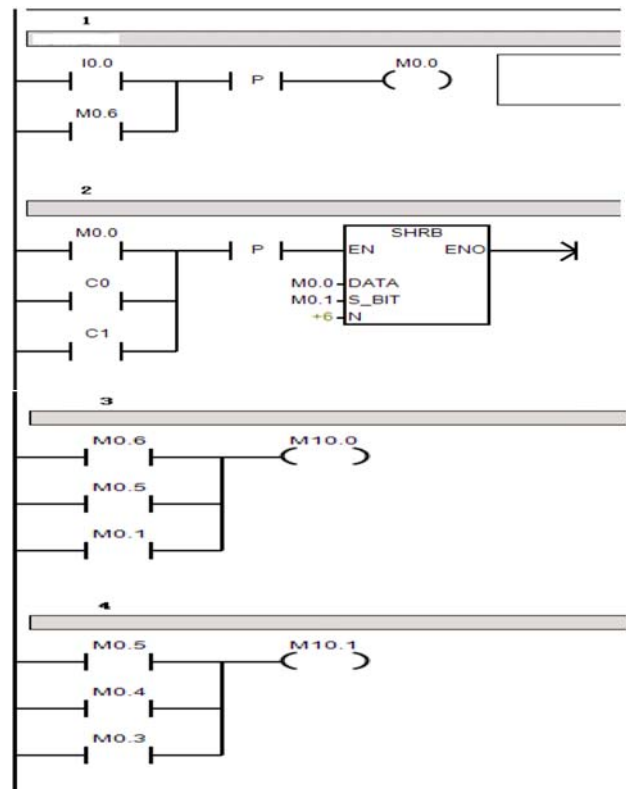 1
I0.0
P
M0.0
M0.6
2
M0.0
P
SHRB
EN
ENO
C0
M0.0
DATA
M0.1
S_BIT
+6
N
C1
3
M0.6
M10.0
M0.5
M0.1
4
M0.5
M10.1
M0.4
M0.3